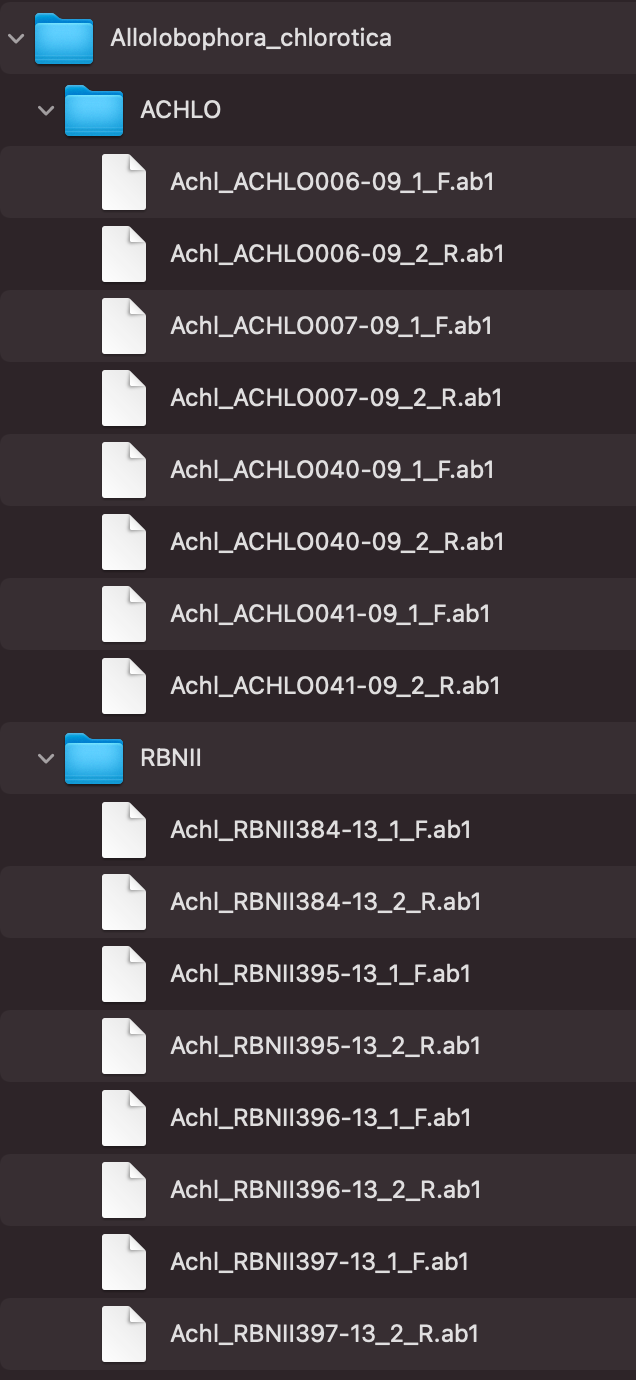 Allolobophora_chlorotica
ACHLO
Achl_ACHLO006-09_1_F.ab1
Achl_ACHLO006-09_2_R.ab1
Achl_ACHLO007-09_1_F.ab1
Achl_ACHLO007-09_2_R.ab1
Achl_ACHLO040-09_1_F.ab1
Achl_ACHLO040-09_2_R.ab1
Achl_ACHLO041-09_1_F.ab1
Achl_ACHLO041-09_2_R.ab1
RBNII
Achl_RBNII384-13_1_F.ab1
Achl_RBNII384-13_2_R.ab1
Achl_RBNII395-13_1_F.ab1
Achl_RBNII395-13_2_R.ab1
Achl_RBNII396-13_1_F.ab1
Achl_RBNII396-13_2_R.ab1
Achl_RBNII397-13_1_F.ab1
Achl_RBNII397-13_2_R.ab1